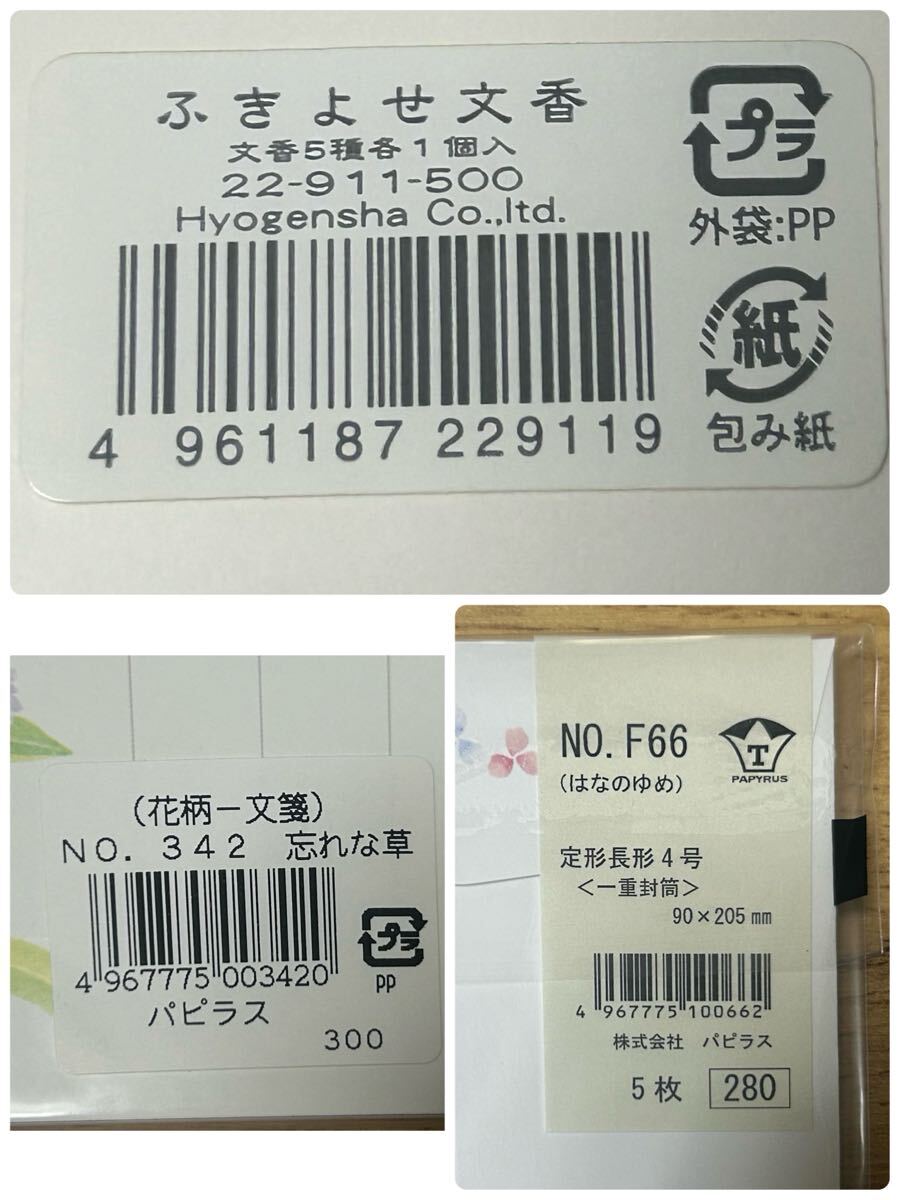 ふきよせ文香
文香5種各1個入
22-911-500
Hyogensha Co.,ltd.
4 961187 229119
プラ
外袋:PP
紙
包み紙
(花柄一文箋)
NO. 342 忘れな草
4 967775 003420
プラ
PP
パピラス
300
NO. F66
(はなのゆめ)
T
PAPYRUS
定形長形4号
<一重封筒>
90×205㎜
4 967775 100662
株式会社 パピラス
5枚 280